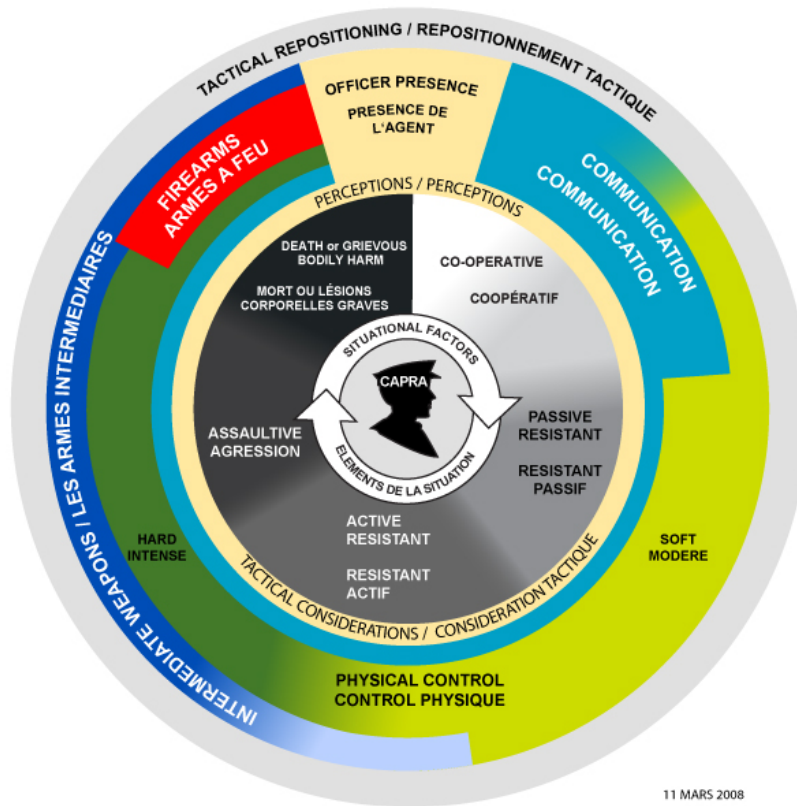 TACTICAL REPOSITIONING / REPOSITIONNEMENT TACTIQUE
OFFICER PRESENCE
PRESENCE DE
L'AGENT
FIREARMS
ARMES A FEU
COMMUNICATION
COMMUNICATION
PERCEPTIONS / PERCEPTIONS
DEATH or GRIEVOUS
BODILY HARM
MORT OU LÉSIONS
CORPORELLES GRAVES
CO-OPERATIVE
COOPÉRATIF
SITUATIONAL FACTORS
CAPRA
ELEMENTS DE LA SITUATION
ASSAULTIVE
AGRESSION
PASSIVE
RESISTANT
RESISTANT
PASSIF
ACTIVE
RESISTANT
RESISTANT
ACTIF
HARD
INTENSE
SOFT
MODERE
TACTICAL CONSIDERATIONS / CONSIDERATION TACTIQUE
INTERMEDIATE WEAPONS / LES ARMES INTERMEDIAIRES
PHYSICAL CONTROL
CONTROL PHYSIQUE
11 MARS 2008